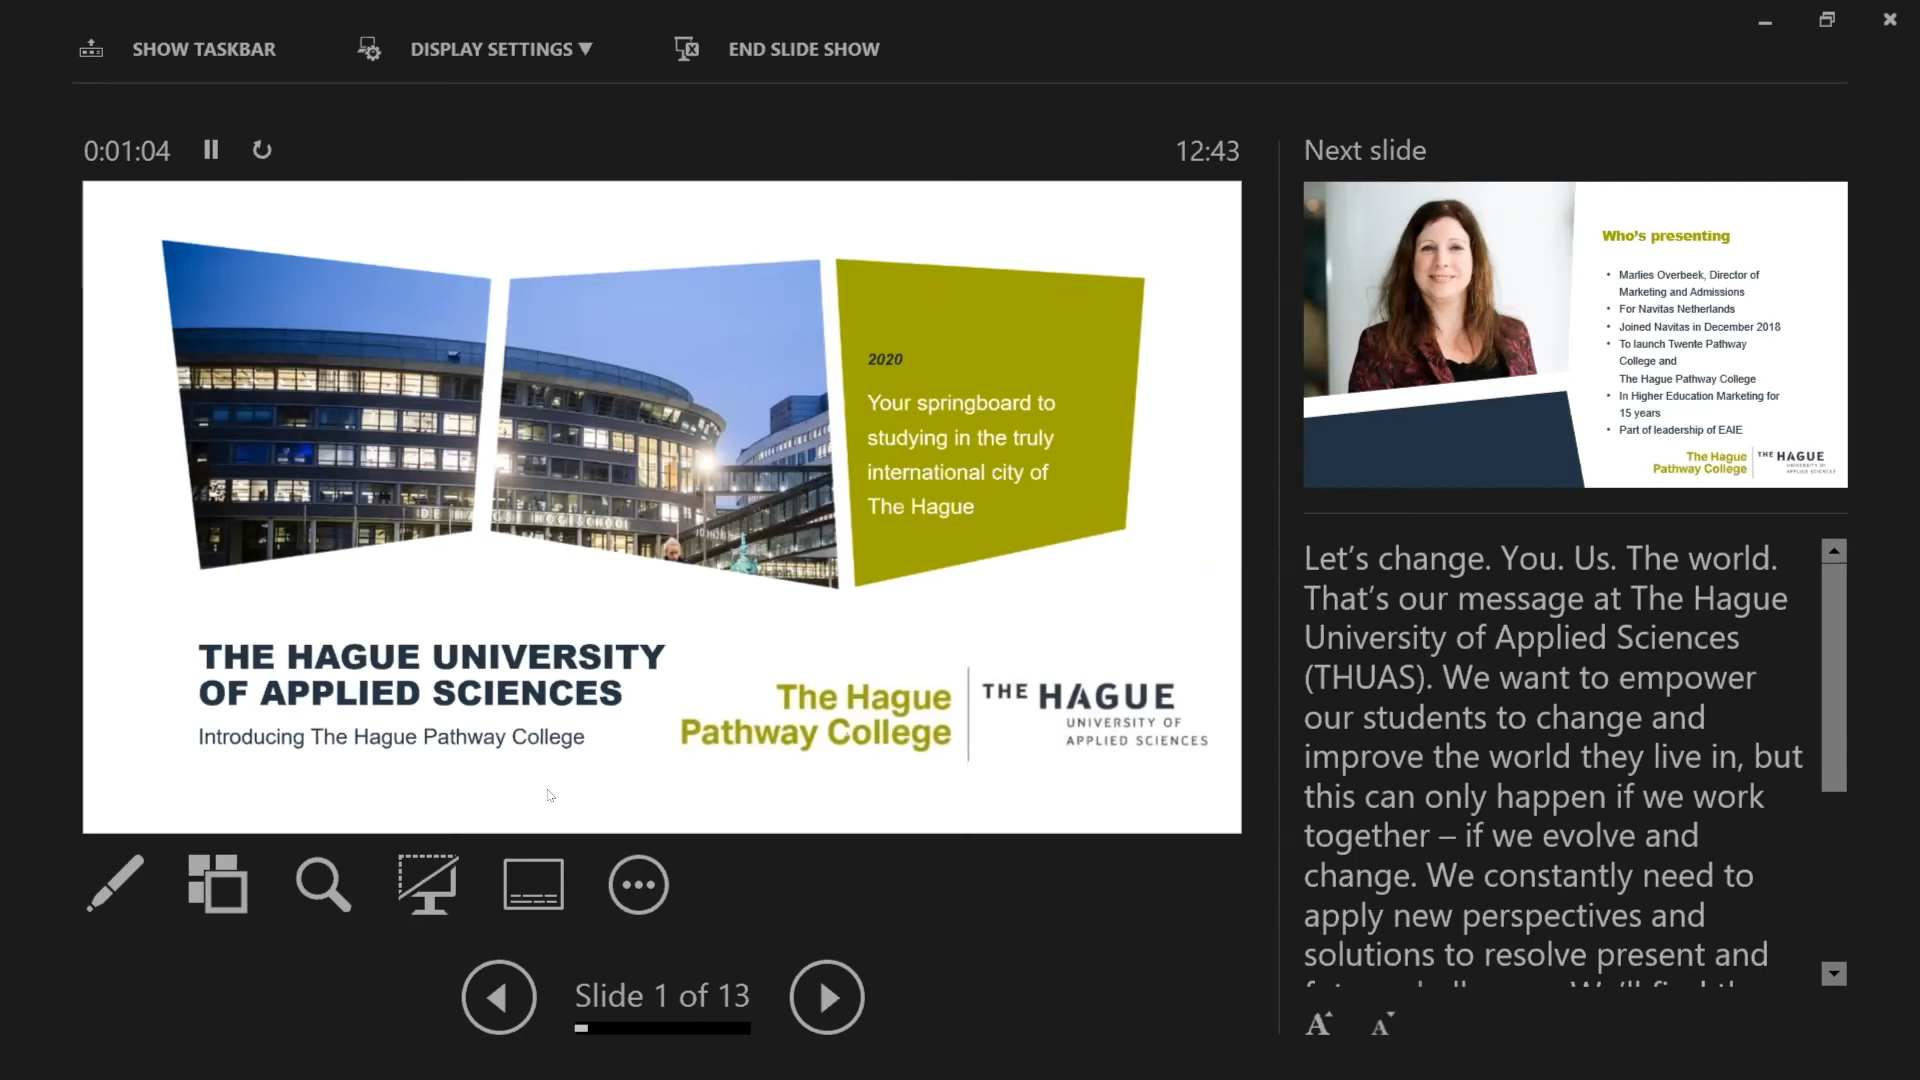 SHOW TASKBAR
DISPLAY SETTINGS ▼
END SLIDE SHOW
0:01:04
12:43
2020
Your springboard to
studying in the truly
international city of
The Hague
THE HAGUE UNIVERSITY
OF APPLIED SCIENCES
Introducing The Hague Pathway College
The Hague
Pathway College
THE HAGUE
UNIVERSITY OF
APPLIED SCIENCES
Slide 1 of 13
Next slide
Who's presenting
• Marlies Overbeek, Director of
Marketing and Admissions
• For Navitas Netherlands
• Joined Navitas in December 2018
• To launch Twente Pathway
College and
The Hague Pathway College
• In Higher Education Marketing for
15 years
• Part of leadership of EAIE
The Hague
Pathway College
THE HAGUE
UNIVERSITY OF
APPLIED SCIENCES
Let's change. You. Us. The world.
That's our message at The Hague
University of Applied Sciences
(THUAS). We want to empower
our students to change and
improve the world they live in, but
this can only happen if we work
together – if we evolve and
change. We constantly need to
apply new perspectives and
solutions to resolve present and
A A